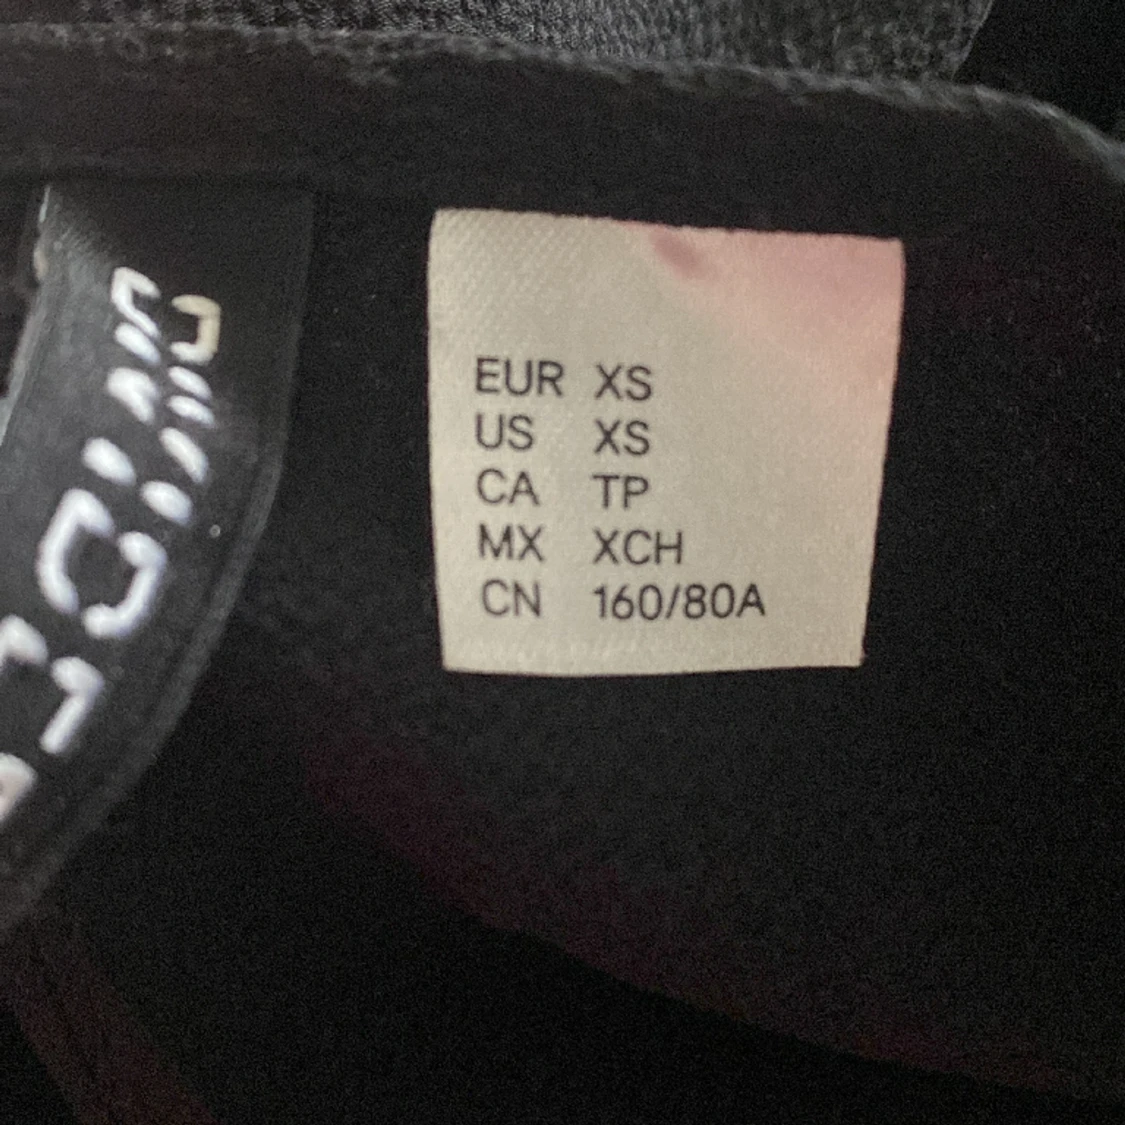 EUR XS
US XS
CA TP
MX XCH
CN 160/80A